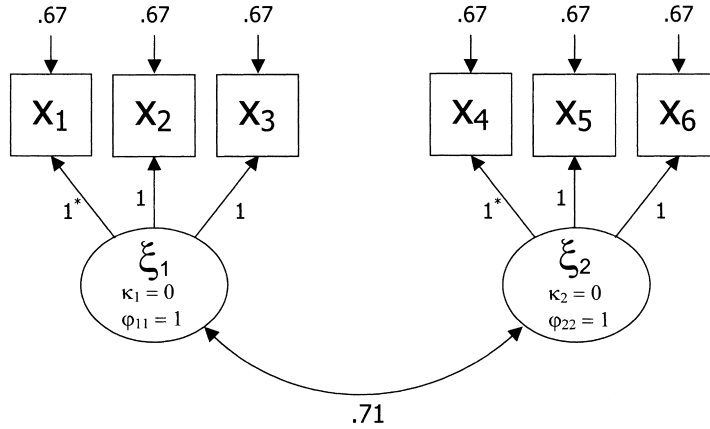 .67 .67 .67 .67 .67 .67
X₁ X₂ X₃ X₄ X₅ X₆
1* 1 1 1* 1 1
ξ₁ ξ₂
κ₁ = 0 κ₂ = 0
φ₁₁ = 1 φ₂₂ = 1
.71